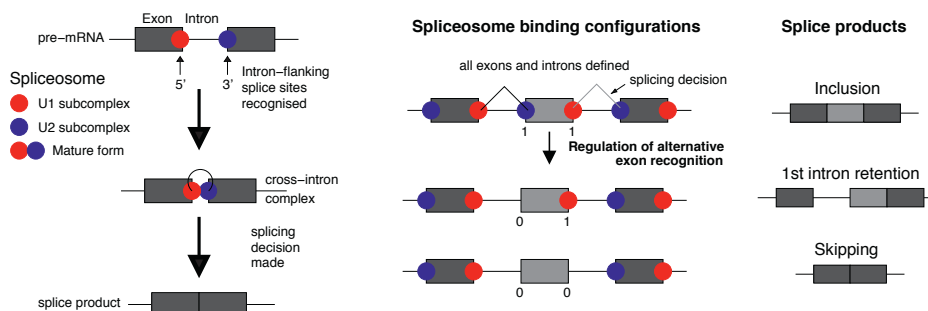 Exon Intron
pre−mRNA
5’ 3’
Intron−flanking
splice sites
recognised
Spliceosome
U1 subcomplex
U2 subcomplex
Mature form
cross−intron
complex
splicing
decision
made
splice product
Spliceosome binding configurations
all exons and introns defined
splicing decision
1 1
Regulation of alternative
exon recognition
0 1
0 0
Splice products
Inclusion
1st intron retention
Skipping